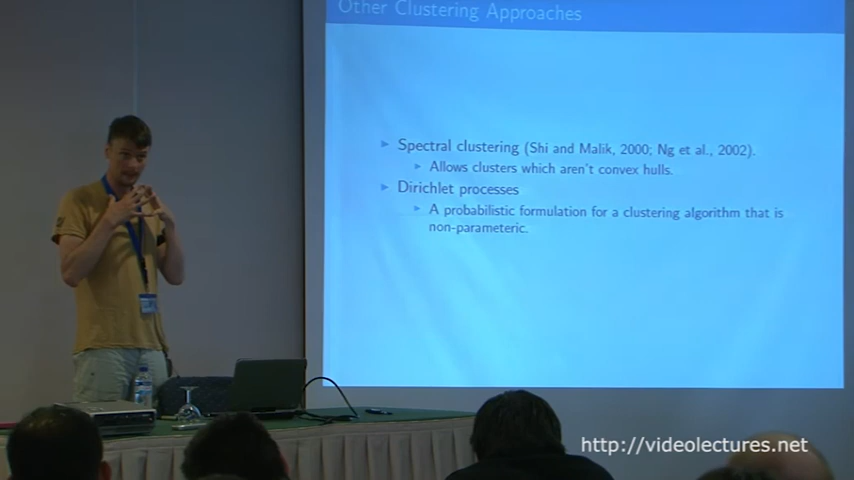 Other Clustering Approaches
Spectral clustering (Shi and Malik, 2000; Ng et al., 2002).
Allows clusters which aren't convex hulls.
Dirichlet processes
A probabilistic formulation for a clustering algorithm that is
non-parameteric.
http://videolectures.net